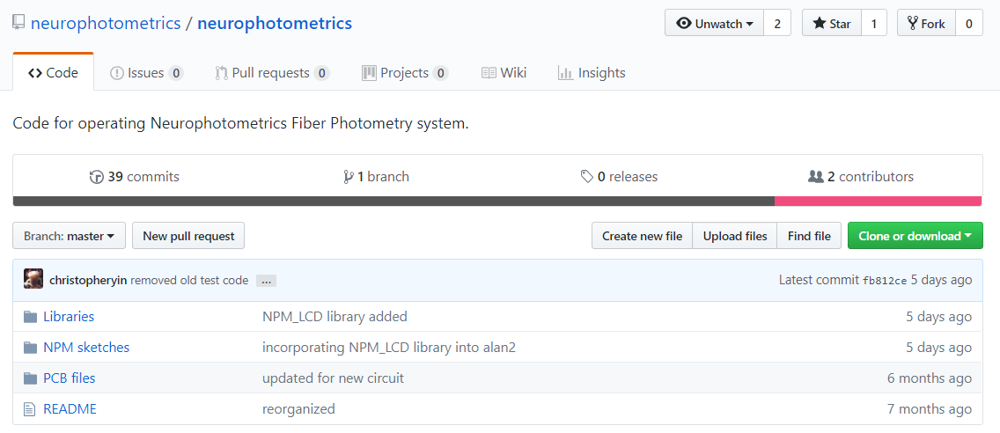 neurophotometrics / neurophotometrics Unwatch 2 Star 1 Fork 0
Code Issues 0 Pull requests 0 Projects 0 Wiki Insights
Code for operating Neurophotometrics Fiber Photometry system.
39 commits 1 branch 0 releases 2 contributors
Branch: master New pull request Create new file Upload files Find file Clone or download
christopheryin removed old test code ... Latest commit fb812ce 5 days ago
Libraries NPM_LCD library added 5 days ago
NPM sketches incorporating NPM_LCD library into alan2 5 days ago
PCB files updated for new circuit 6 months ago
README reorganized 7 months ago